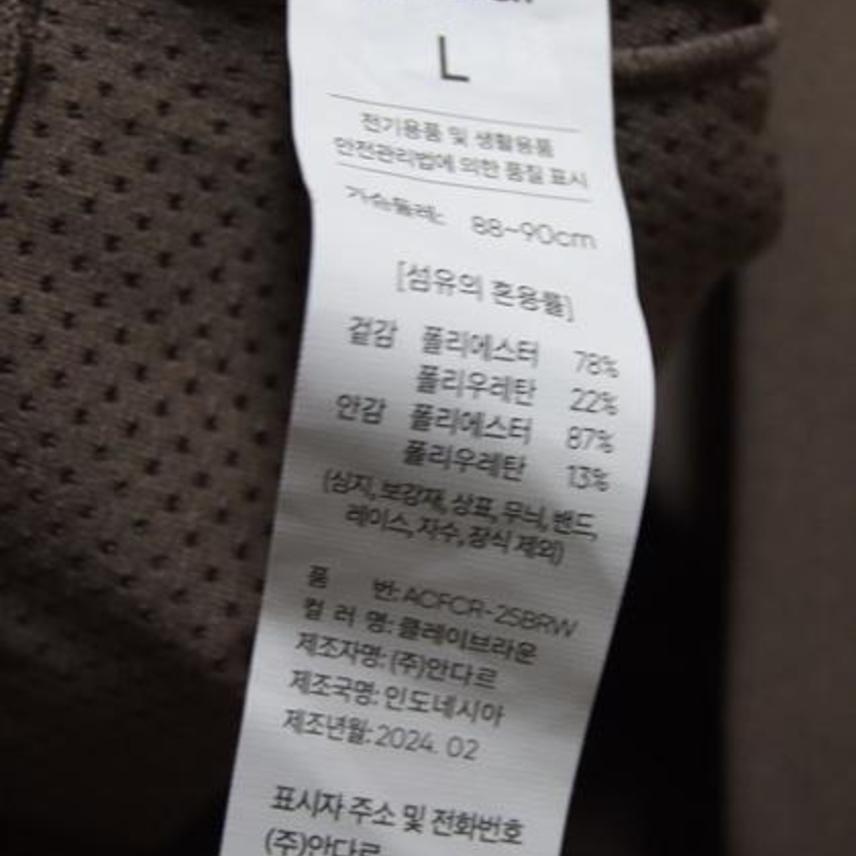 L
전기용품 및 생활용품
안전관리법에 의한 품질 표시
가슴둘레: 88~90cm
[섬유의 혼용률]
겉감 폴리에스터 78%
폴리우레탄 22%
안감 폴리에스터 87%
폴리우레탄 13%
(심지, 보강재, 상표, 무늬, 밴드,
레이스, 자수, 장식 제외)
품 번: ACFCR-25BRW
컬 러 명: 클레이브라운
제조자명: (주)안다르
제조국명: 인도네시아
제조년월: 2024. 02
표시자 주소 및 전화번호
(주)안다르